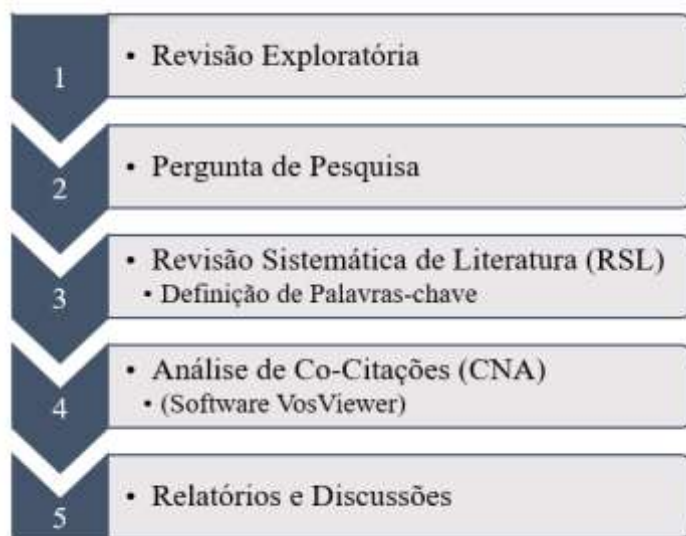 1
• Revisão Exploratória
2
• Pergunta de Pesquisa
3
• Revisão Sistemática de Literatura (RSL)
• Definição de Palavras-chave
4
• Análise de Co-Citações (CNA)
• (Software VosViewer)
5
• Relatórios e Discussões